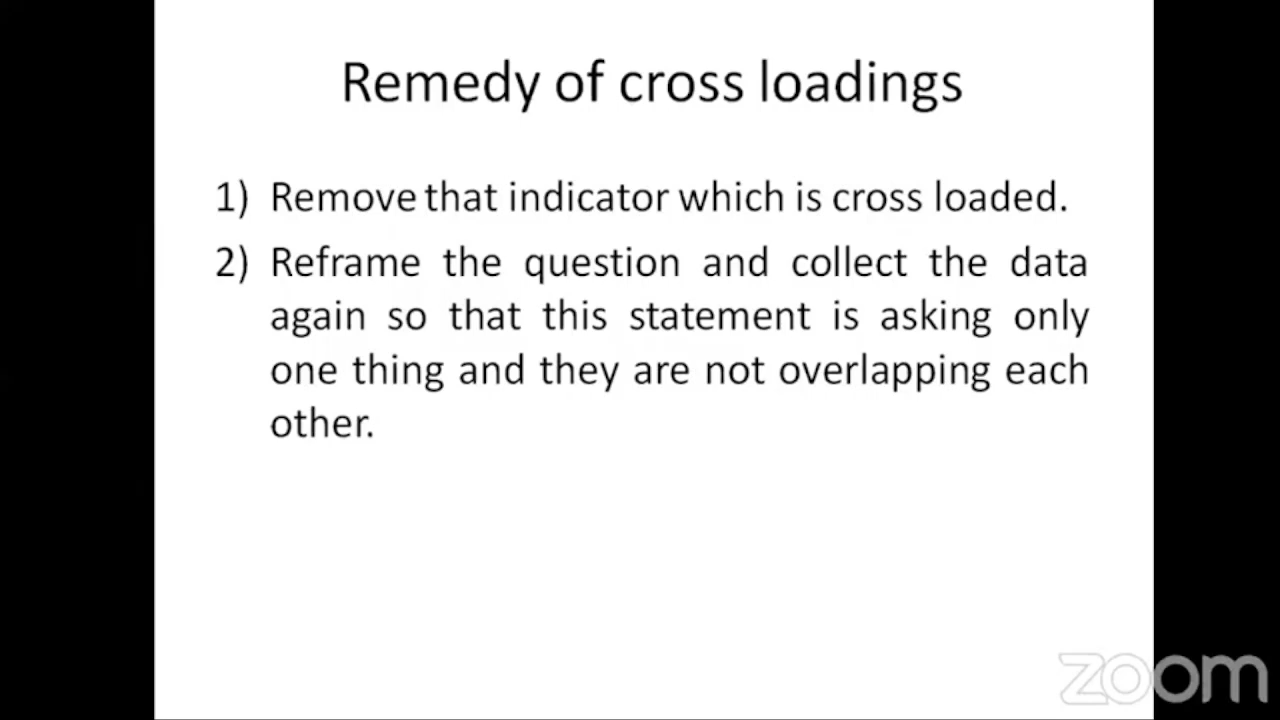 Remedy of cross loadings
1) Remove that indicator which is cross loaded.
2) Reframe the question and collect the data
again so that this statement is asking only
one thing and they are not overlapping each
other.
zoom